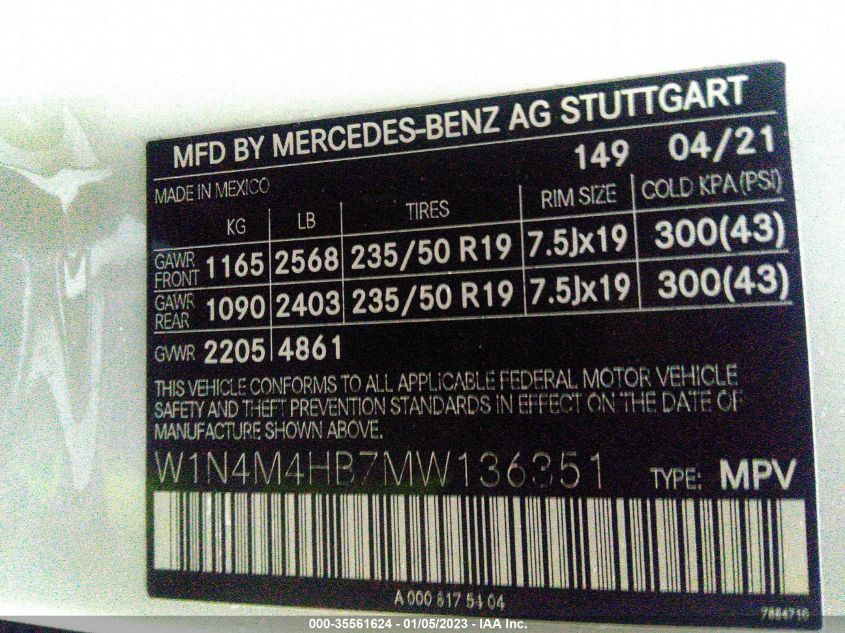 MFD BY MERCEDES-BENZ AG STUTTGART
149 04/21
MADE IN MEXICO
KG LB TIRES RIM SIZE COLD KPA (PSI)
GAWR FRONT 1165 2568 235/50 R19 7.5Jx19 300(43)
GAWR REAR 1090 2403 235/50 R19 7.5Jx19 300(43)
GVWR 2205 4861
THIS VEHICLE CONFORMS TO ALL APPLICABLE FEDERAL MOTOR VEHICLE
SAFETY AND THEFT PREVENTION STANDARDS IN EFFECT ON THE DATE OF
MANUFACTURE SHOWN ABOVE.
W1N4M4HB7MW136351 TYPE: MPV
A 000 817 54 04
7884716
000-35561624 - 01/05/2023 - IAA Inc.